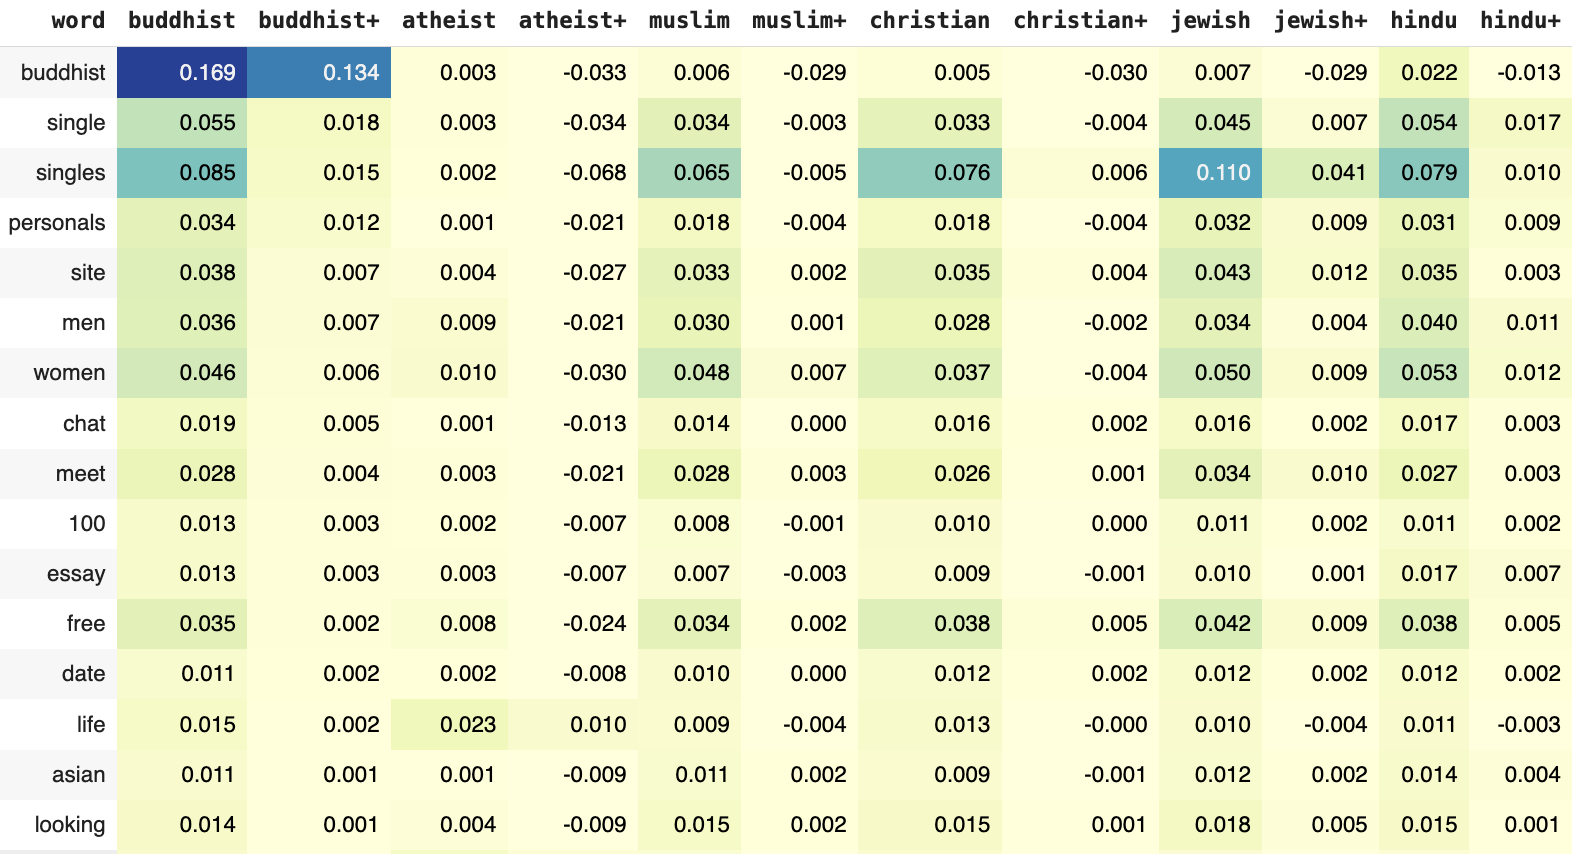 word buddhist buddhist+ atheist atheist+ muslim muslim+ christian christian+ jewish jewish+ hindu hindu+
buddhist 0.169 0.134 0.003 -0.033 0.006 -0.029 0.005 -0.030 0.007 -0.029 0.022 -0.013
single 0.055 0.018 0.003 -0.034 0.034 -0.003 0.033 -0.004 0.045 0.007 0.054 0.017
singles 0.085 0.015 0.002 -0.068 0.065 -0.005 0.076 0.006 0.110 0.041 0.079 0.010
personals 0.034 0.012 0.001 -0.021 0.018 -0.004 0.018 -0.004 0.032 0.009 0.031 0.009
site 0.038 0.007 0.004 -0.027 0.033 0.002 0.035 0.004 0.043 0.012 0.035 0.003
men 0.036 0.007 0.009 -0.021 0.030 0.001 0.028 -0.002 0.034 0.004 0.040 0.011
women 0.046 0.006 0.010 -0.030 0.048 0.007 0.037 -0.004 0.050 0.009 0.053 0.012
chat 0.019 0.005 0.001 -0.013 0.014 0.000 0.016 0.002 0.016 0.002 0.017 0.003
meet 0.028 0.004 0.003 -0.021 0.028 0.003 0.026 0.001 0.034 0.010 0.027 0.003
100 0.013 0.003 0.002 -0.007 0.008 -0.001 0.010 0.000 0.011 0.002 0.011 0.002
essay 0.013 0.003 0.003 -0.007 0.007 -0.003 0.009 -0.001 0.010 0.001 0.017 0.007
free 0.035 0.002 0.008 -0.024 0.034 0.002 0.038 0.005 0.042 0.009 0.038 0.005
date 0.011 0.002 0.002 -0.008 0.010 0.000 0.012 0.002 0.012 0.002 0.012 0.002
life 0.015 0.002 0.023 0.010 0.009 -0.004 0.013 -0.000 0.010 -0.004 0.011 -0.003
asian 0.011 0.001 0.001 -0.009 0.011 0.002 0.009 -0.001 0.012 0.002 0.014 0.004
looking 0.014 0.001 0.004 -0.009 0.015 0.002 0.015 0.001 0.018 0.005 0.015 0.001